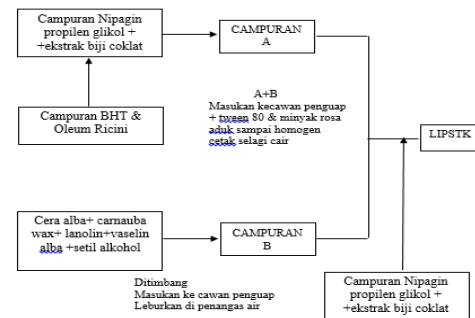 Campuran Nipagin
propilen glikol +
+ekstrak biji coklat
CAMPURAN
A
Campuran BHT &
Oleum Ricini
A+B
Masukan kecawan penguap
+ tween 80 & minyak rosa
aduk sampai homogen
cetak selagi cair
LIPSTK
Cera alba+ carnauba
wax+ lanolin+vaselin
alba +setil alkohol
CAMPURAN
B
Ditimbang
Masukan ke cawan penguap
Leburkan di penangas air
Campuran Nipagin
propilen glikol +
+ekstrak biji coklat